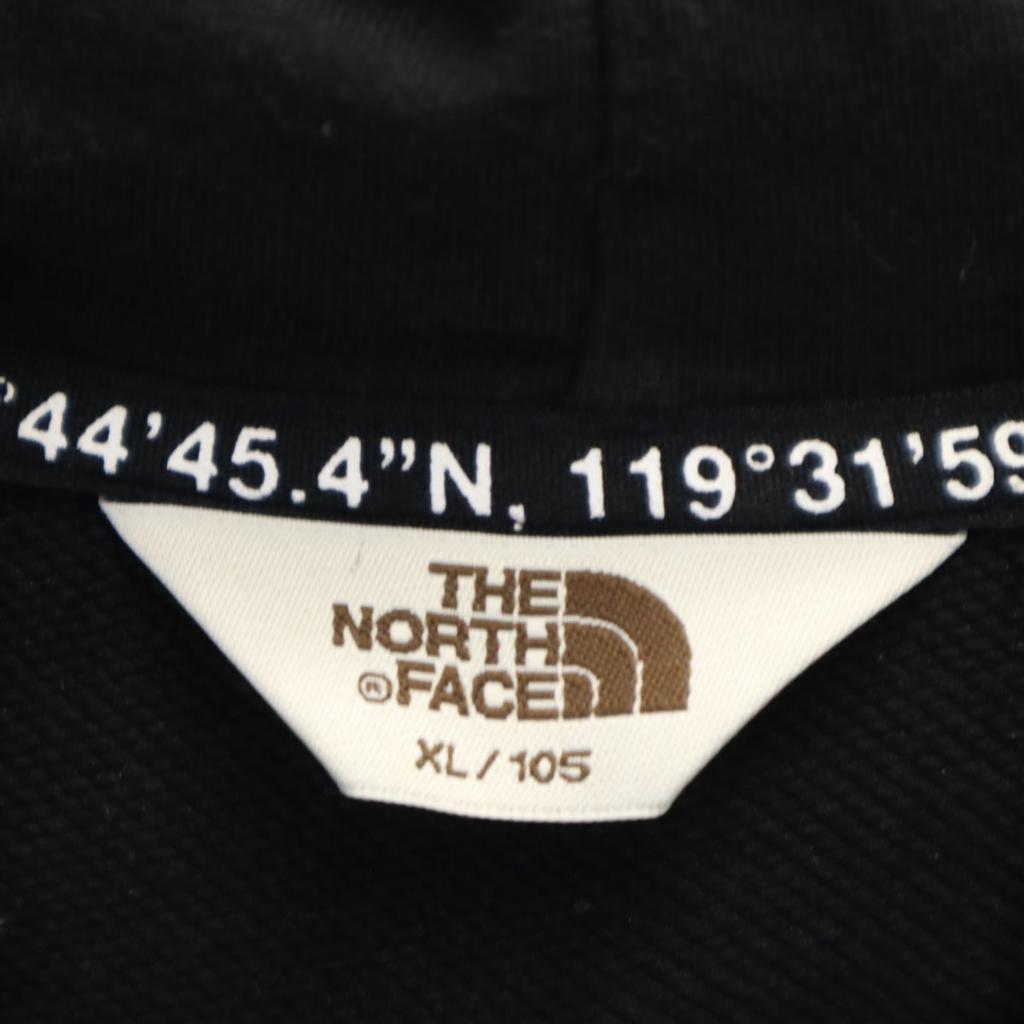 °44’45.4”N, 119°31’59
THE
NORTH
®FACE
XL/105